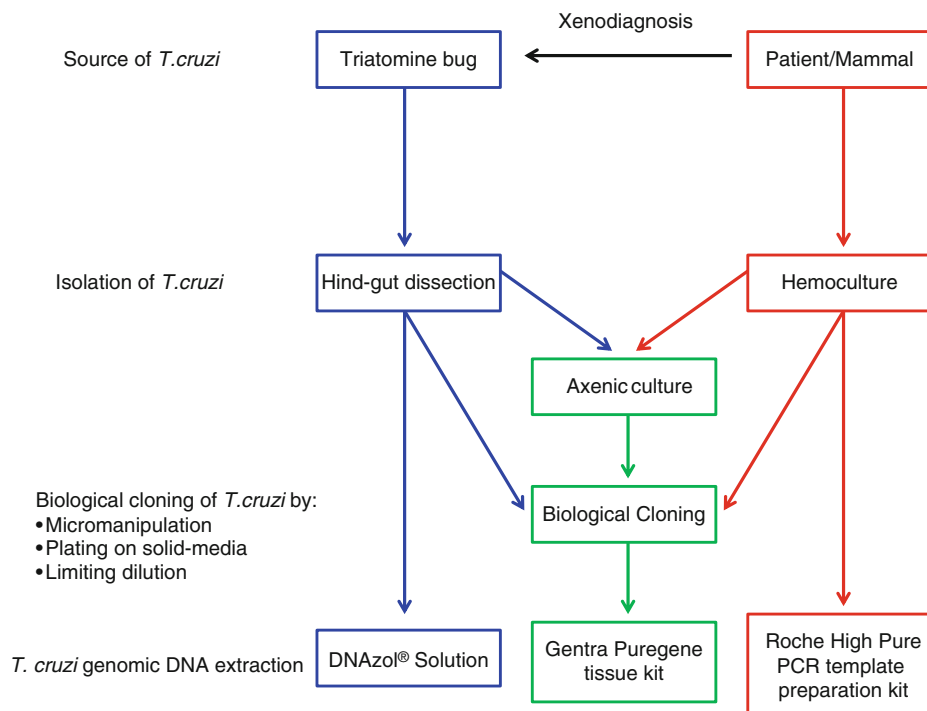 Xenodiagnosis
Source of T.cruzi
Triatomine bug
Patient/Mammal
Isolation of T.cruzi
Hind-gut dissection
Hemoculture
Axenic culture
Biological cloning of T.cruzi by:
•Micromanipulation
•Plating on solid-media
•Limiting dilution
Biological Cloning
T. cruzi genomic DNA extraction
DNAzol® Solution
Gentra Puregene
tissue kit
Roche High Pure
PCR template
preparation kit